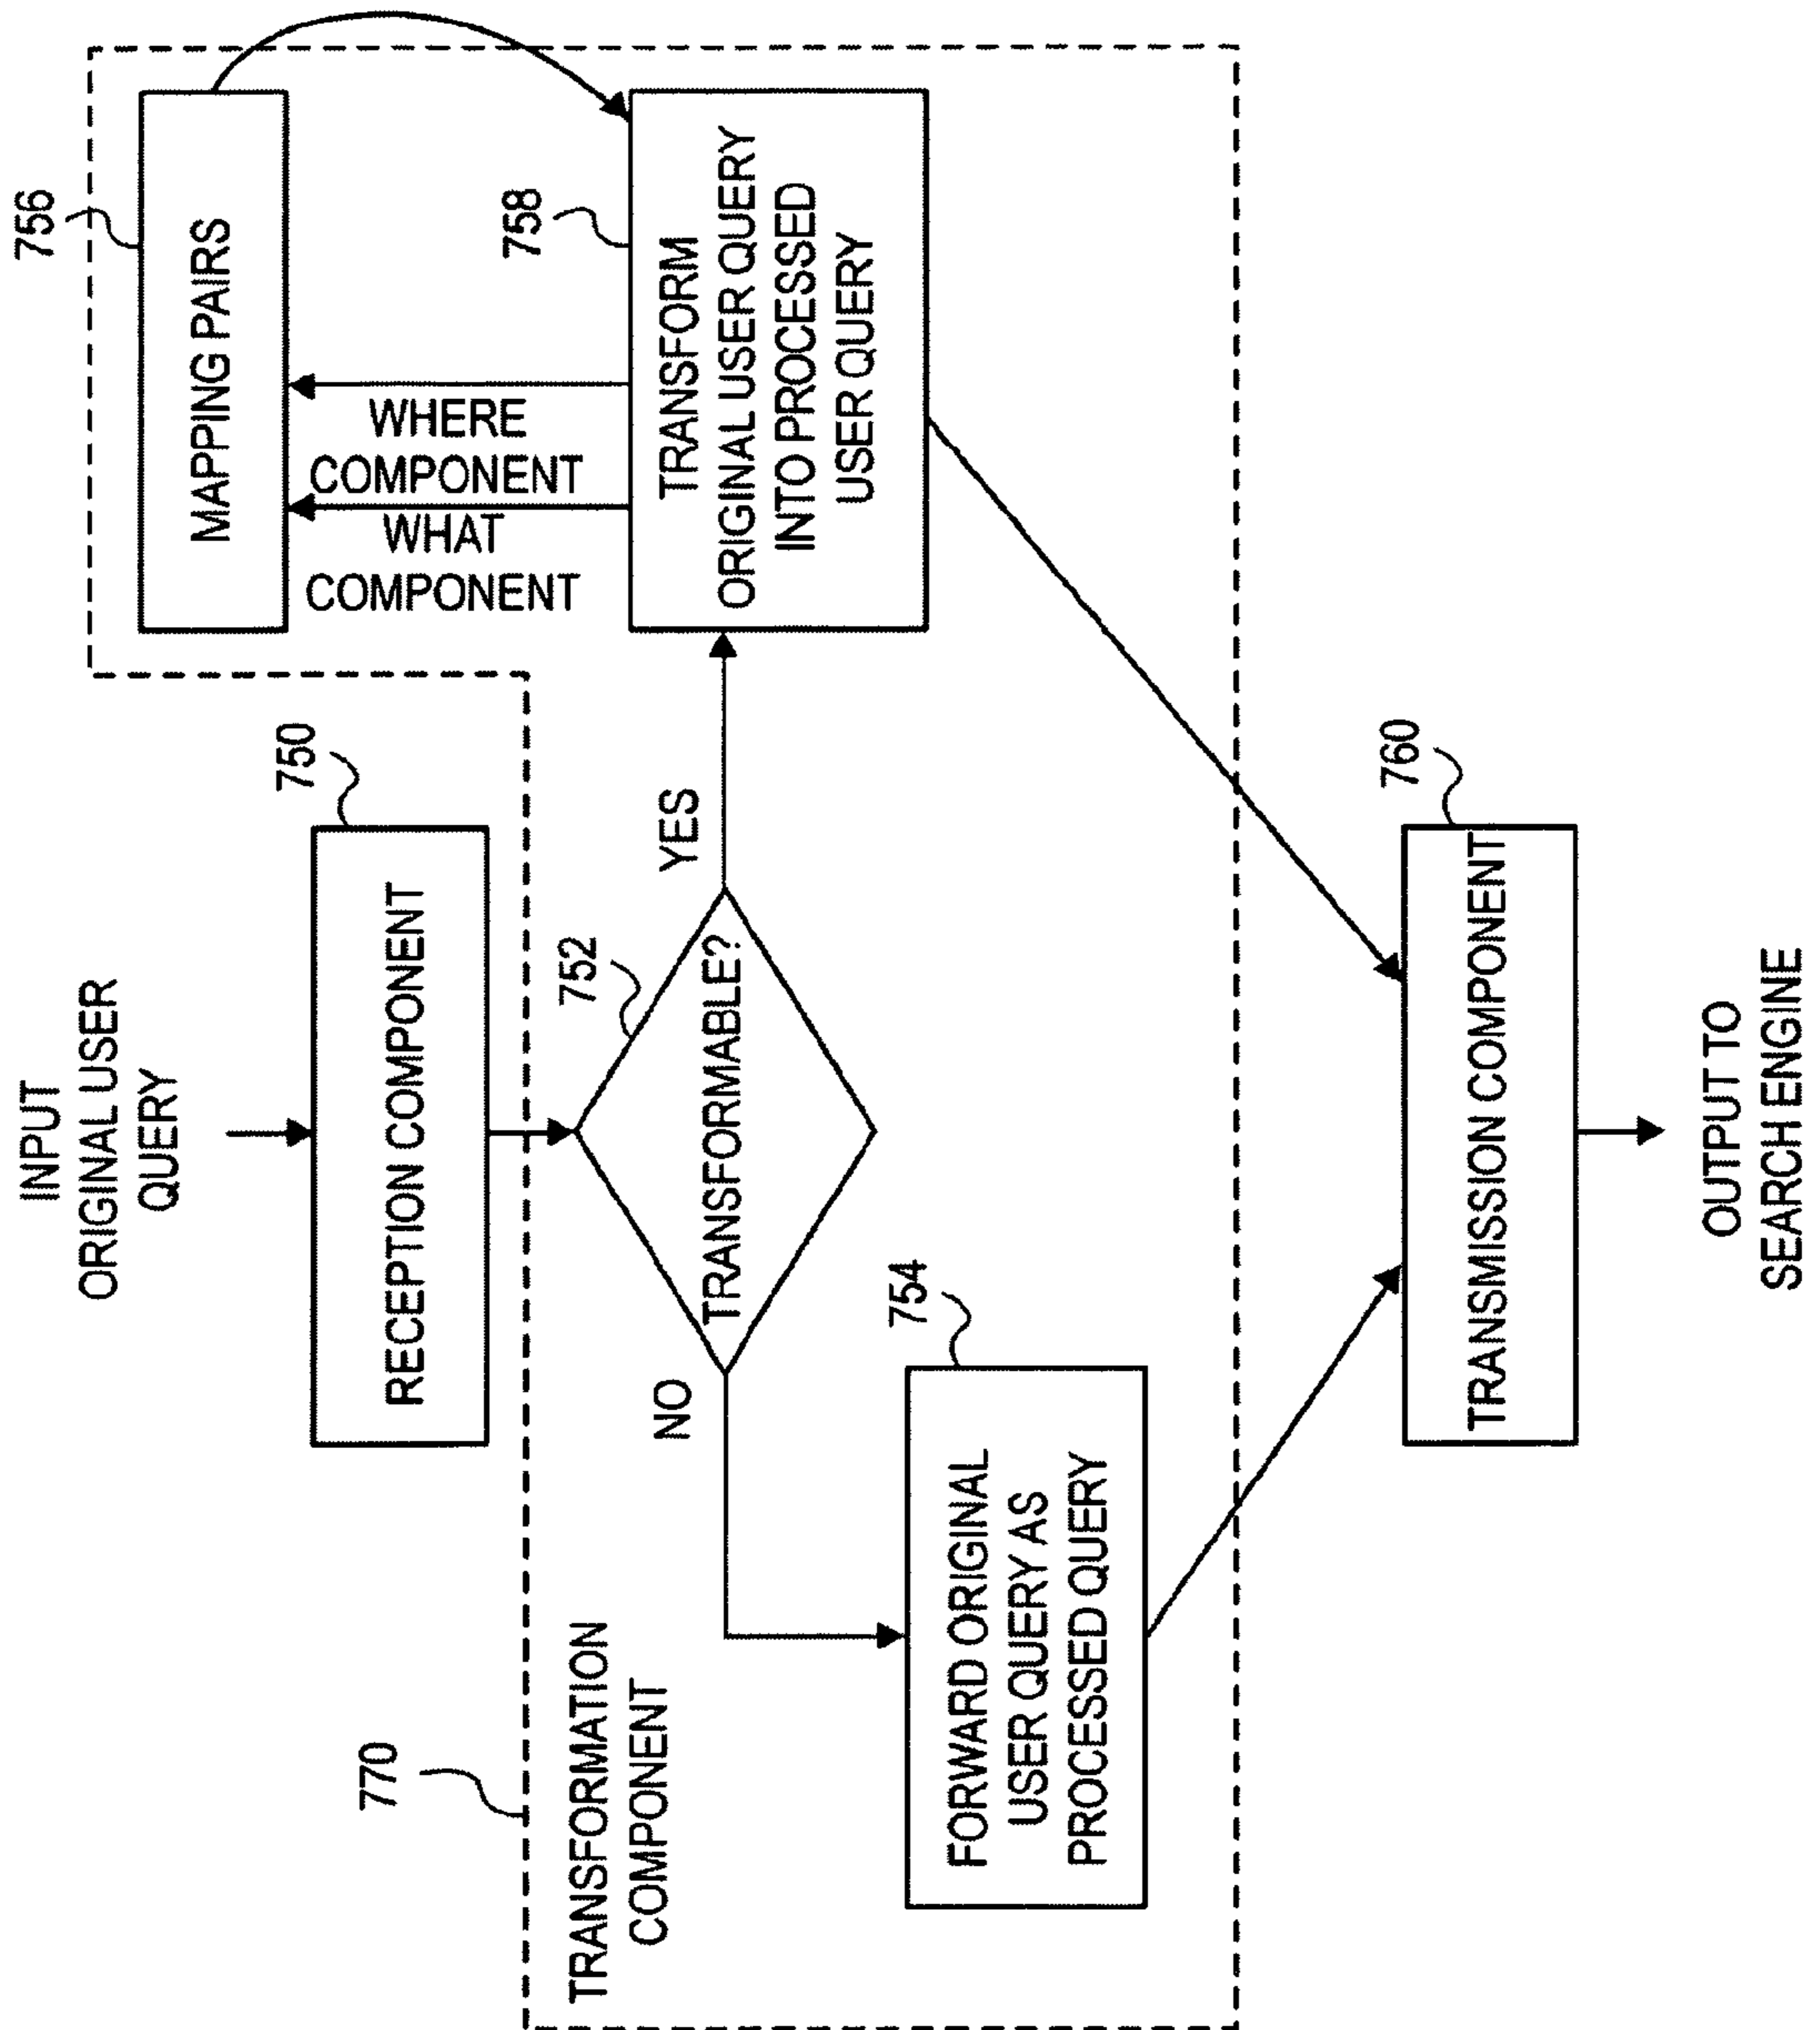 INPUT
ORIGINAL USER
QUERY
750
RECEPTION COMPONENT
770
TRANSFORMATION
COMPONENT
752
TRANSFORMABLE?
NO
YES
754
FORWARD ORIGINAL
USER QUERY AS
PROCESSED QUERY
756
MAPPING PAIRS
WHAT
COMPONENT
WHERE
COMPONENT
758
TRANSFORM
ORIGINAL USER QUERY
INTO PROCESSED
USER QUERY
760
TRANSMISSION COMPONENT
OUTPUT TO
SEARCH ENGINE